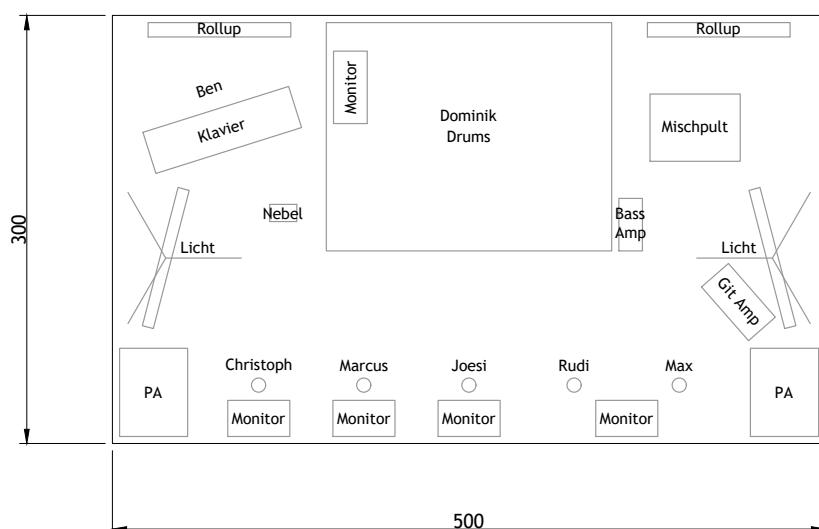 Rollup
Rollup
Ben
Klavier
Monitor
Dominik
Drums
Mischpult
Nebel
Bass
Amp
300
Licht
Licht
Git Amp
Christoph
Marcus
Joesi
Rudi
Max
PA
PA
Monitor
Monitor
Monitor
Monitor
500